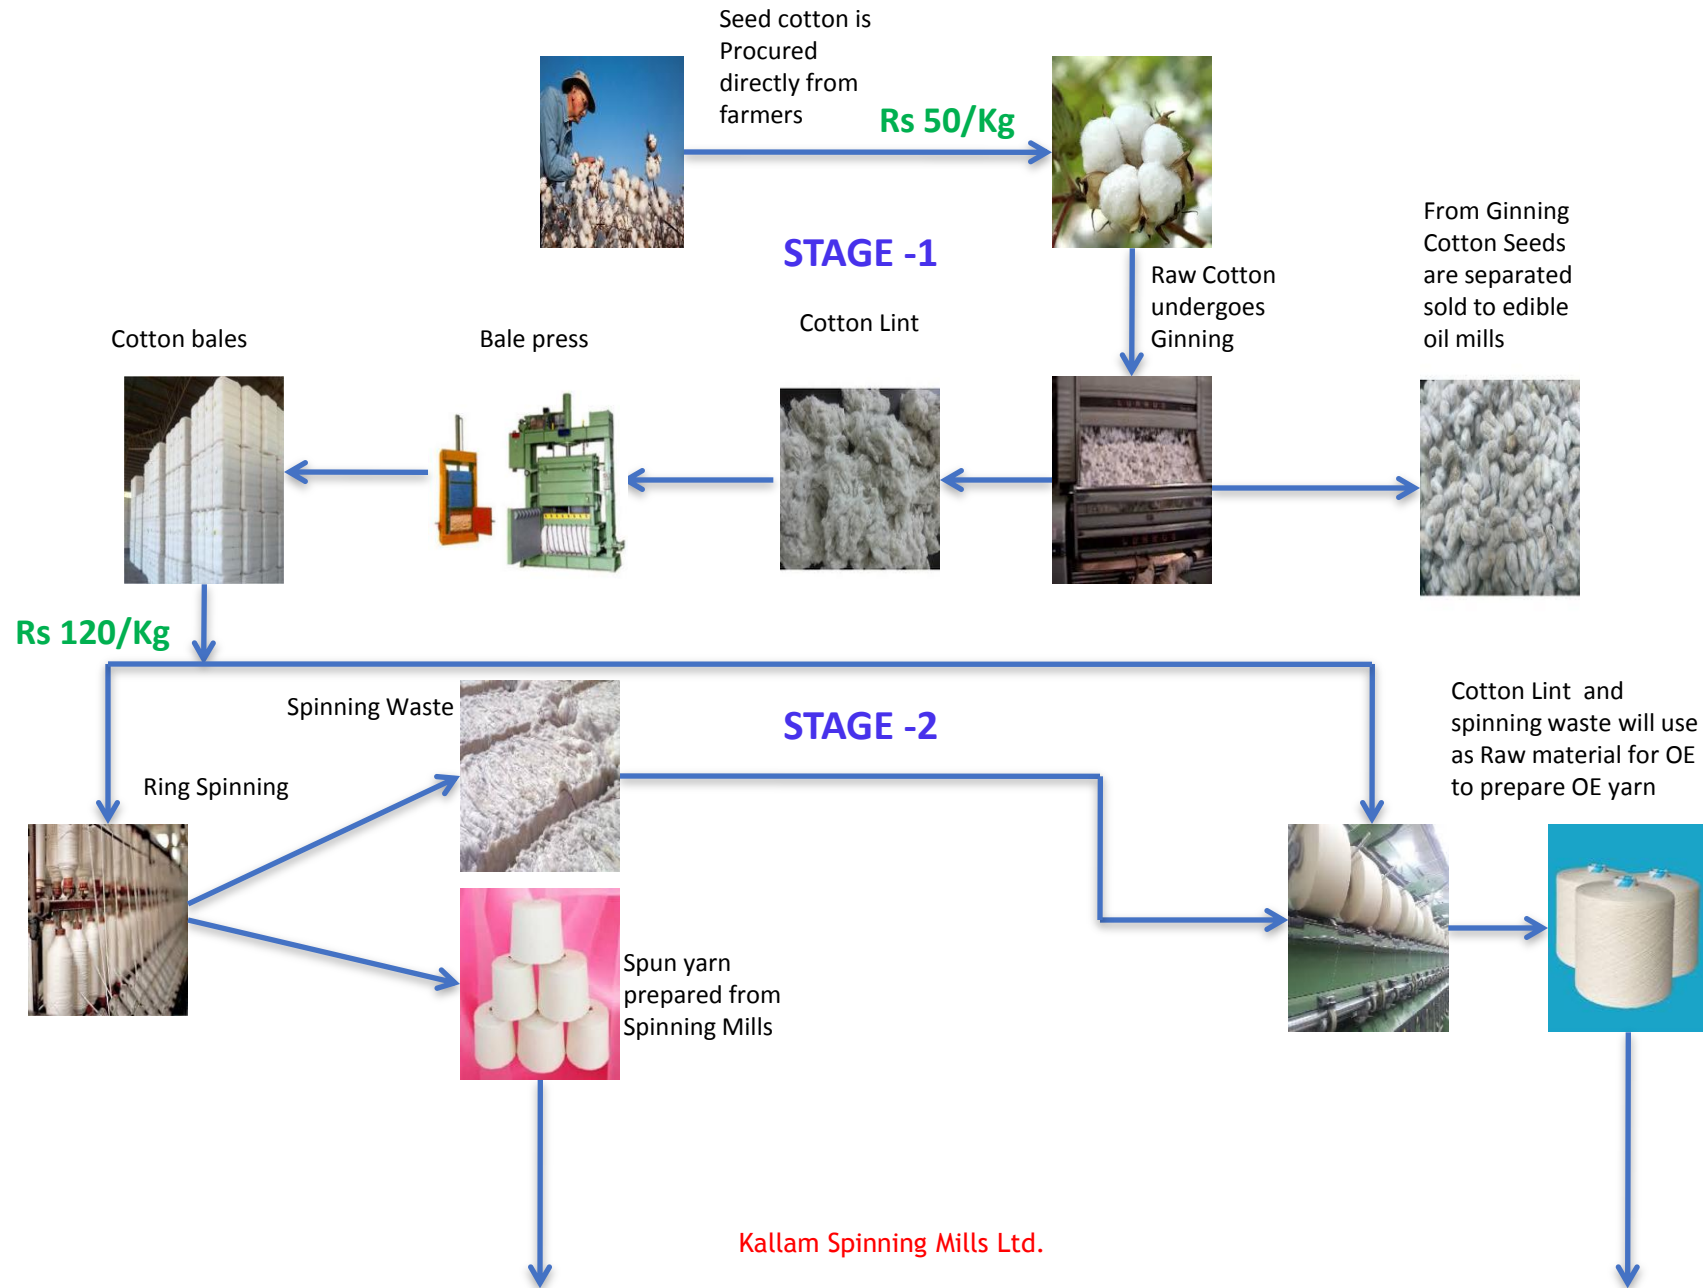 Seed cotton is
Procured
directly from
farmers
Rs 50/Kg
STAGE -1
From Ginning
Cotton Seeds
are separated
sold to edible
oil mills
Raw Cotton
undergoes
Ginning
Cotton Lint
Bale press
Cotton bales
LUMMUS
LUMMUS
Rs 120/Kg
Spinning Waste
STAGE -2
Cotton Lint and
spinning waste will use
as Raw material for OE
to prepare OE yarn
Ring Spinning
Spun yarn
prepared from
Spinning Mills
Kallam Spinning Mills Ltd.